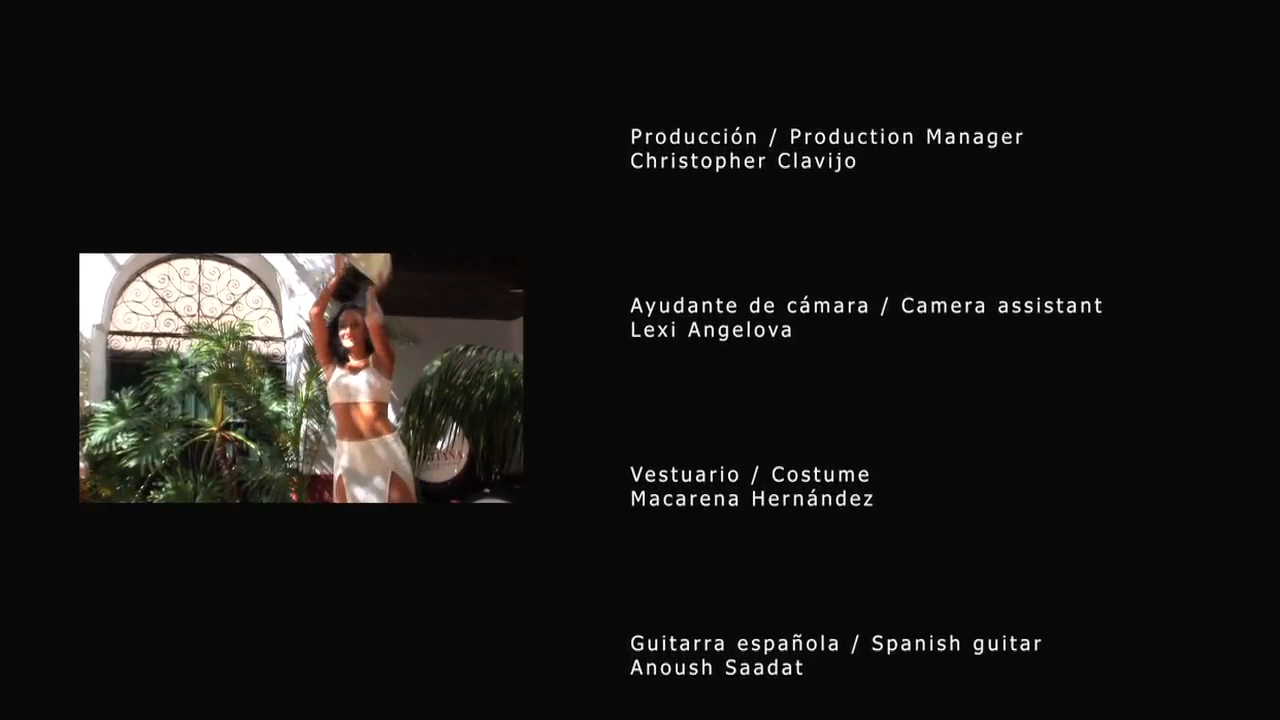 Producción / Production Manager
Christopher Clavijo
Ayudante de cámara / Camera assistant
Lexi Angelova
Vestuario / Costume
Macarena Hernández
Guitarra española / Spanish guitar
Anoush Saadat